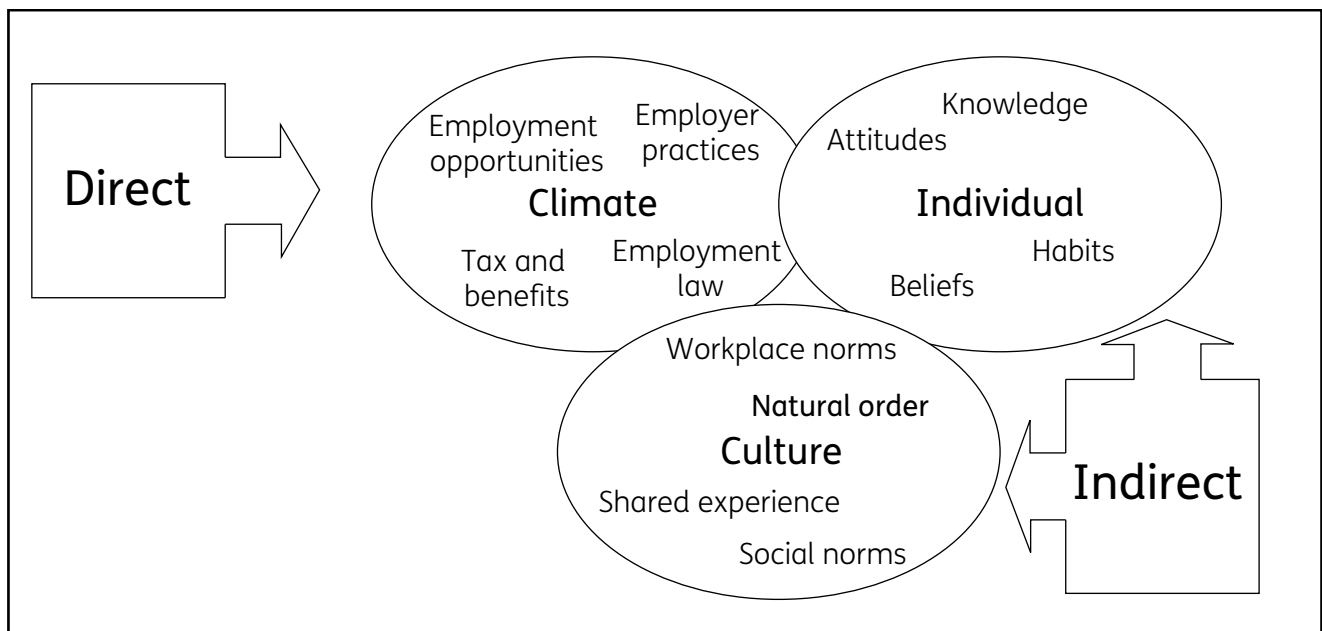 Direct
Employment
opportunities
Employer
practices
Climate
Tax and
benefits
Employment
law
Knowledge
Attitudes
Individual
Habits
Beliefs
Workplace norms
Natural order
Culture
Shared experience
Social norms
Indirect